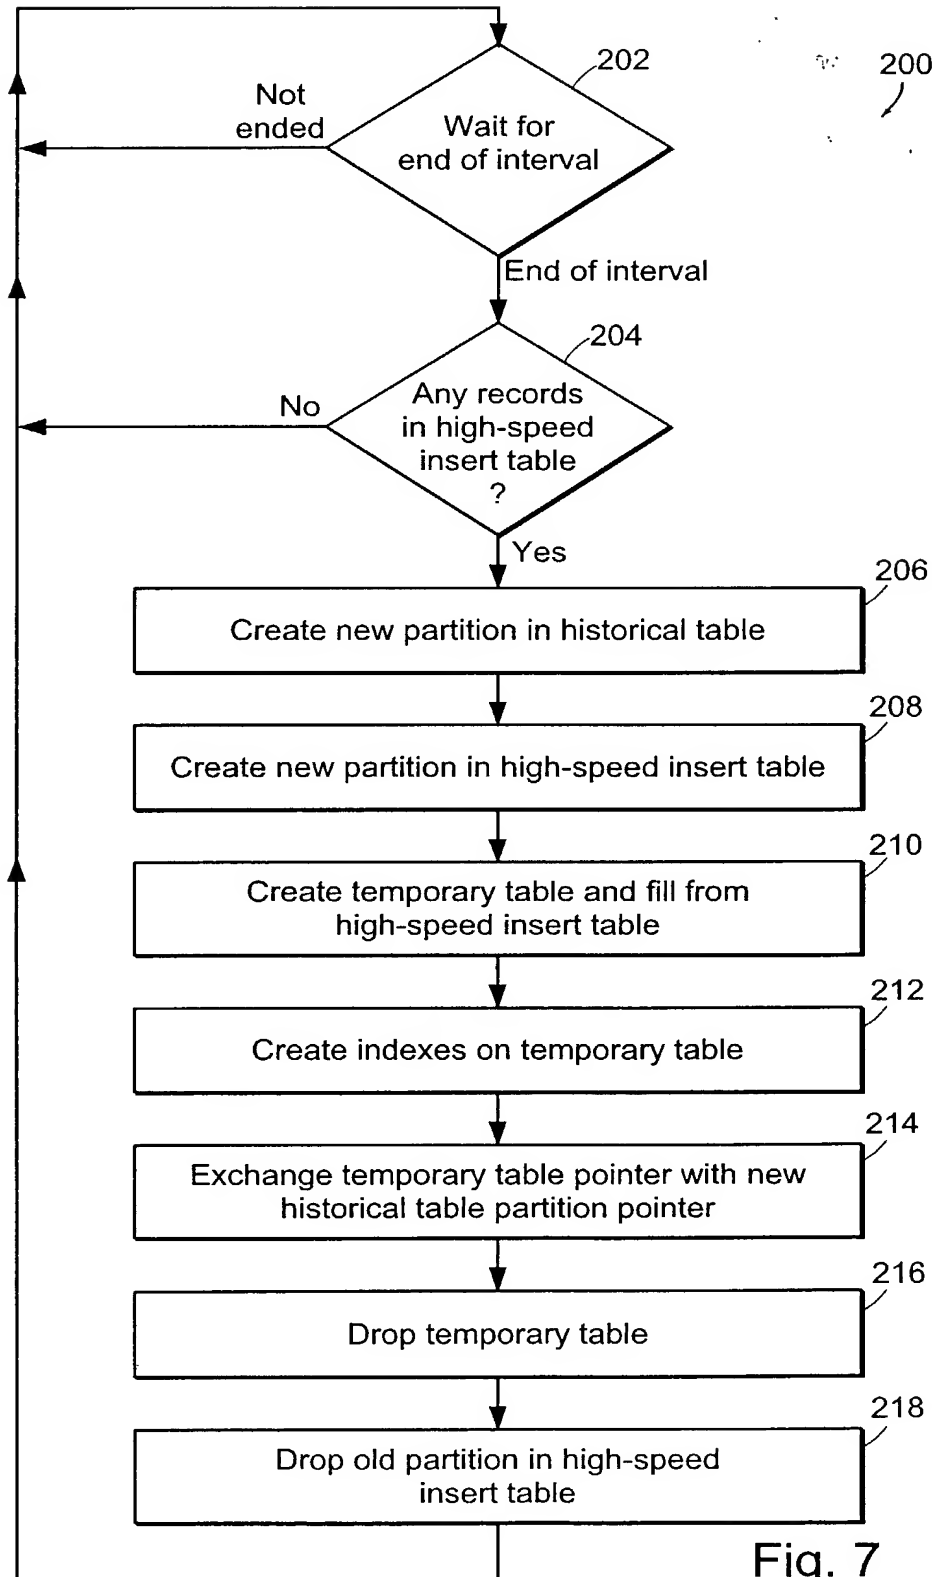 202
200
Not
ended
Wait for
end of interval
End of interval
204
No
Any records
in high-speed
insert table
?
Yes
206
Create new partition in historical table
208
Create new partition in high-speed insert table
210
Create temporary table and fill from
high-speed insert table
212
Create indexes on temporary table
214
Exchange temporary table pointer with new
historical table partition pointer
216
Drop temporary table
218
Drop old partition in high-speed
insert table
Fig. 7